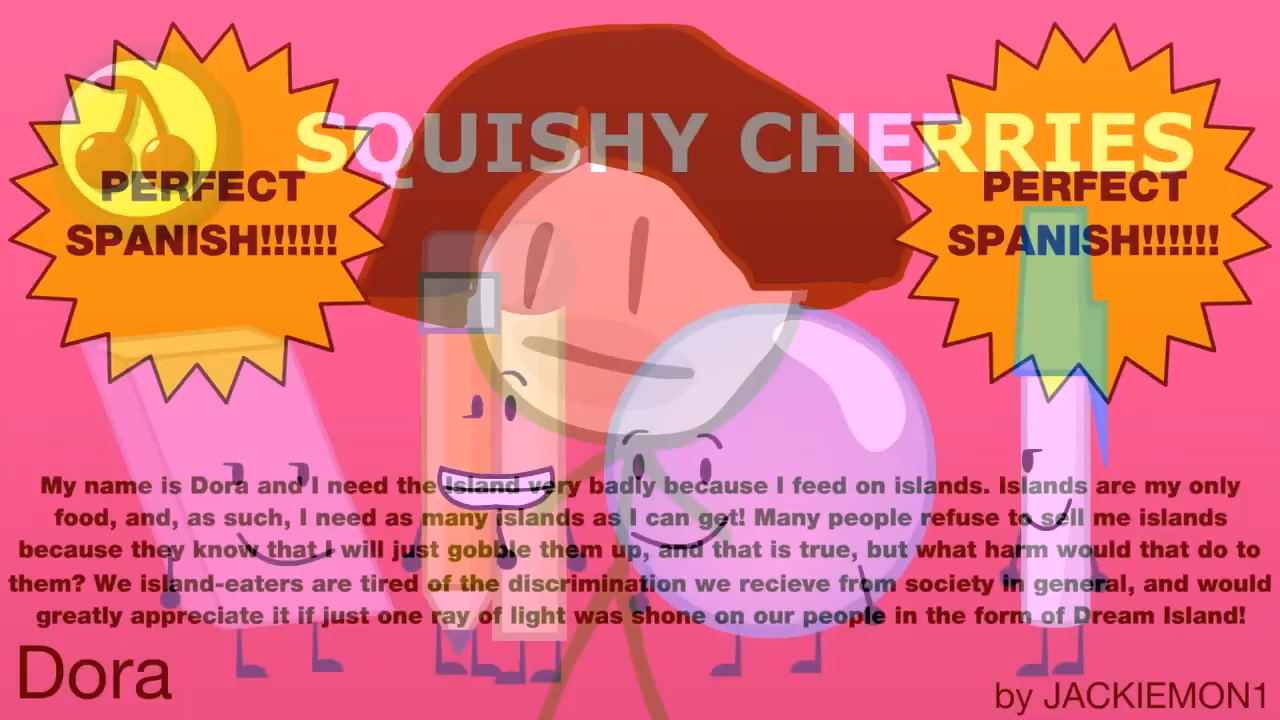 SQUISHY CHERRIES
PERFECT
SPANISH!!!!!!
PERFECT
SPANISH!!!!!!
My name is Dora and I need the island very badly because I feed on islands. Islands are my only
food, and, as such, I need as many islands as I can get! Many people refuse to sell me islands
because they know that I will just gobble them up, and that is true, but what harm would that do to
them? We island-eaters are tired of the discrimination we recieve from society in general, and would
greatly appreciate it if just one ray of light was shone on our people in the form of Dream Island!
Dora
by JACKIEMON1